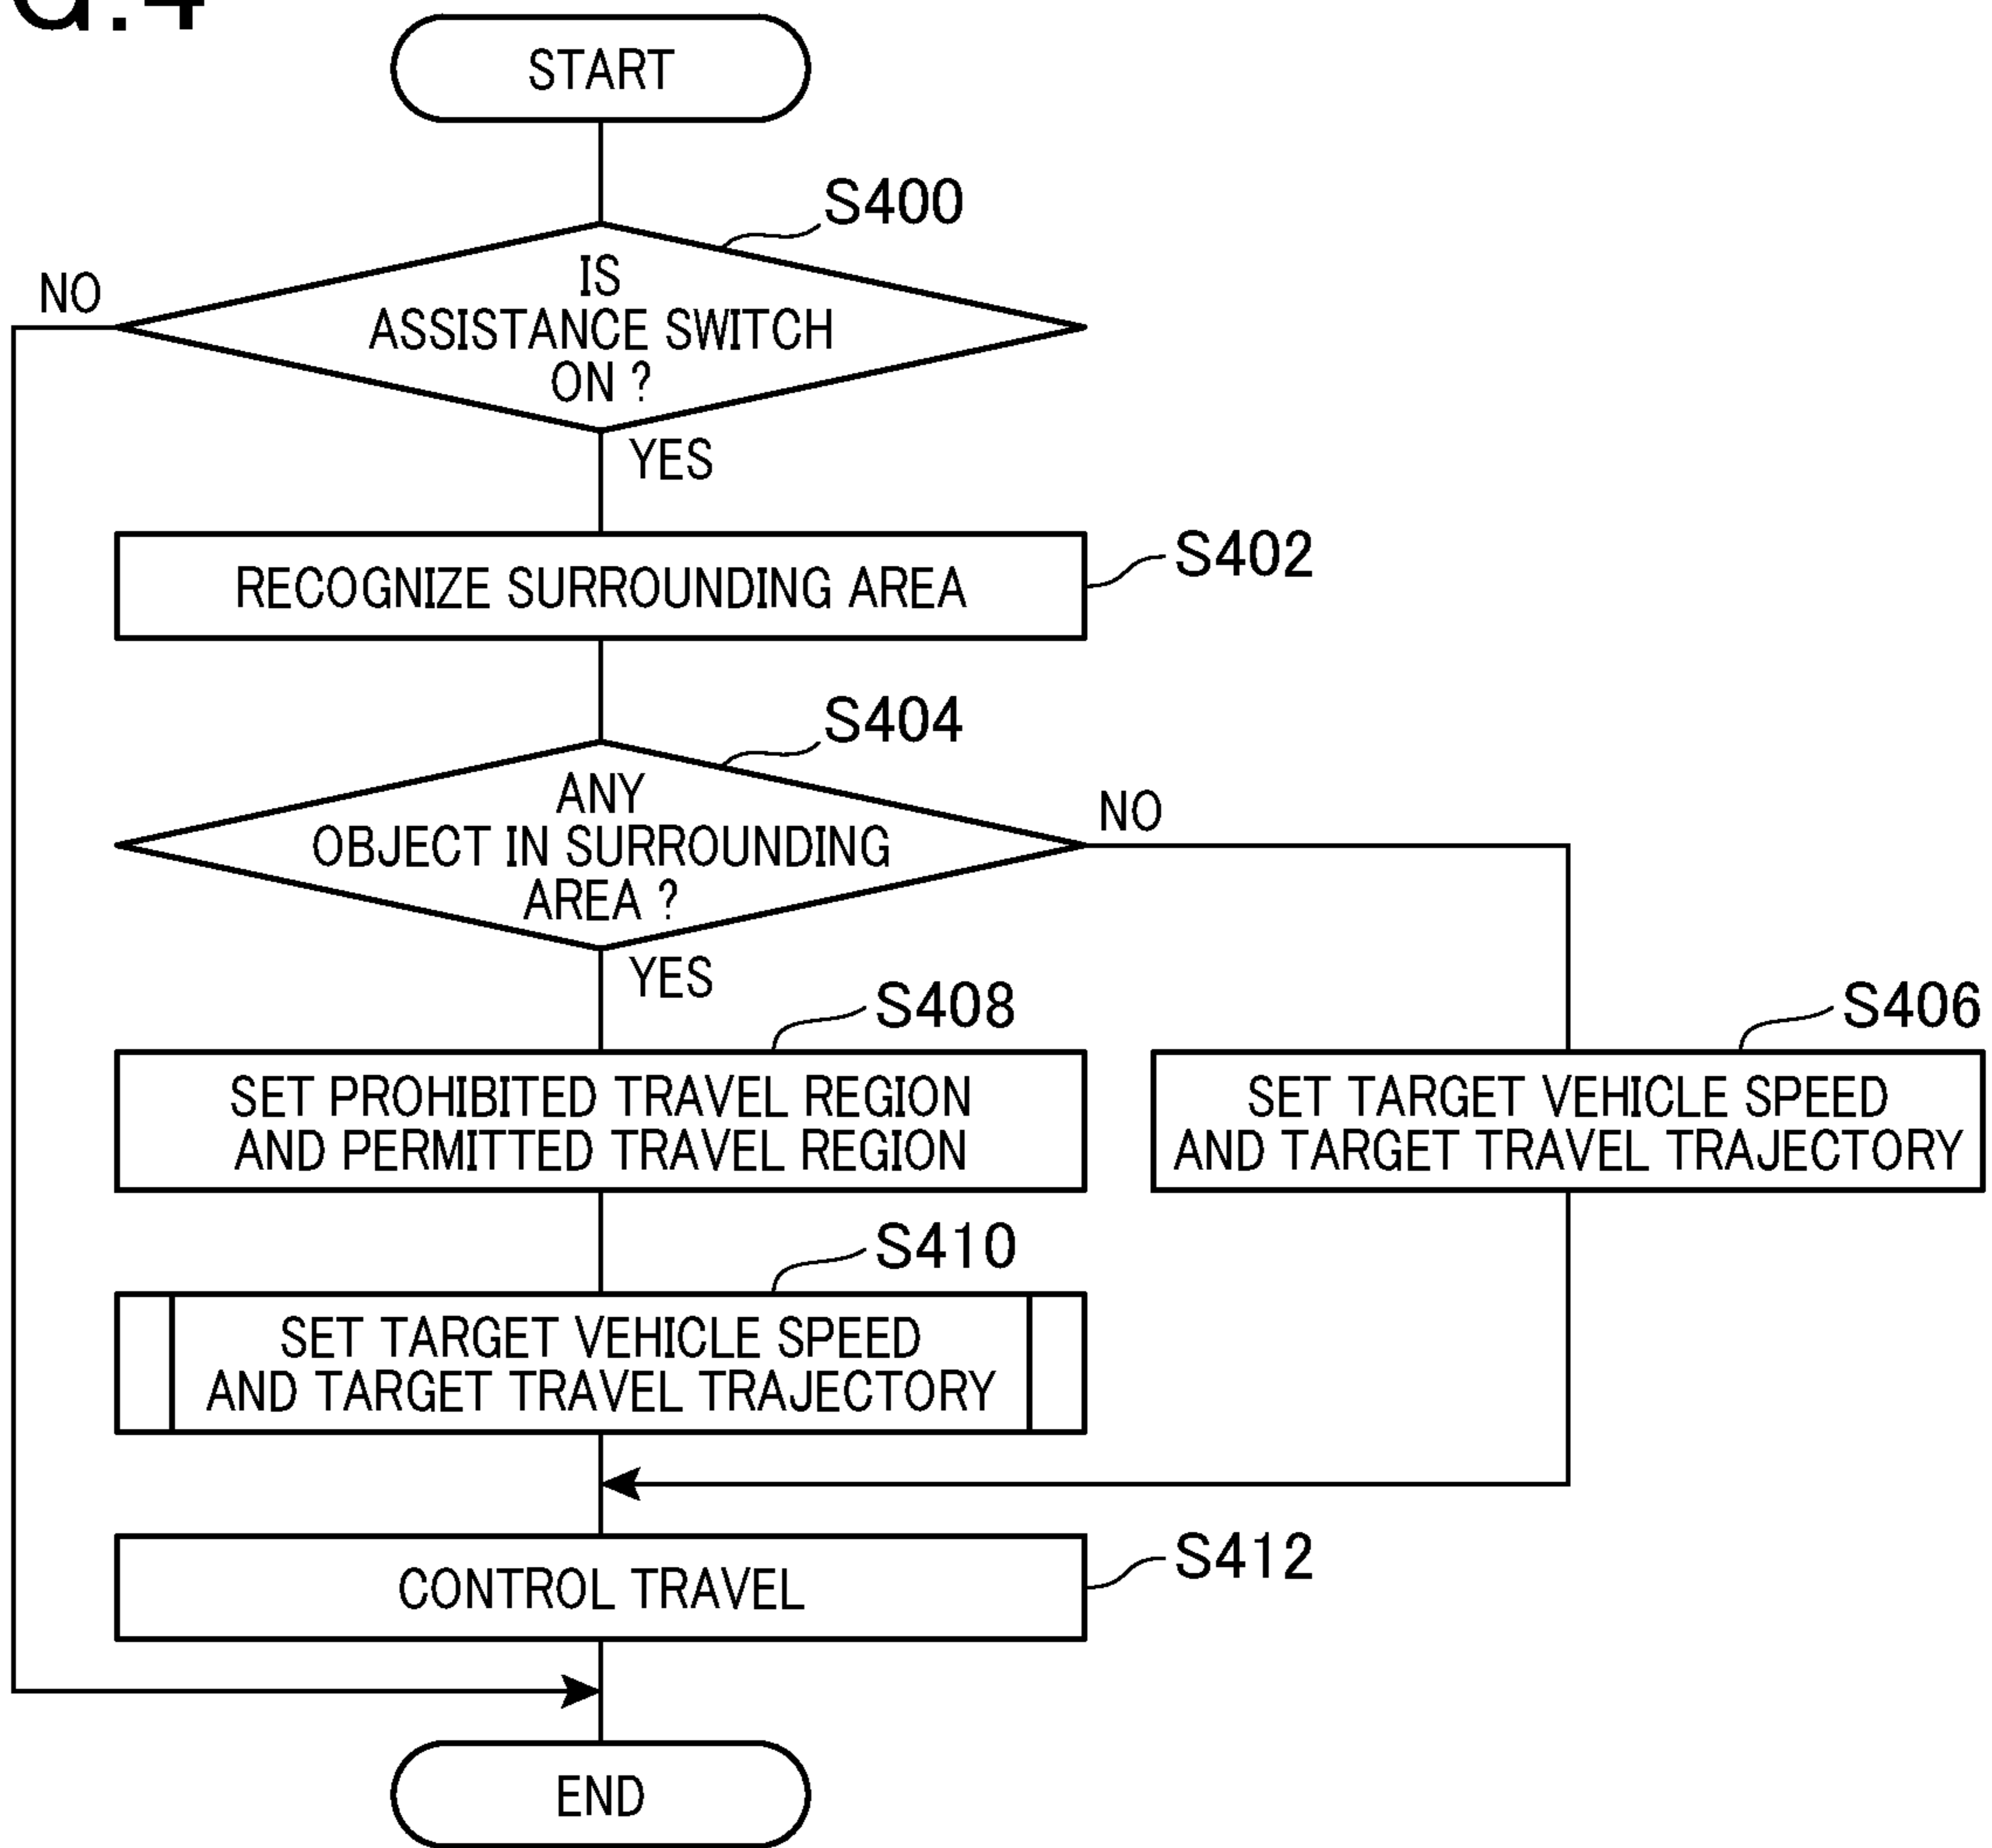 START
S400
IS
ASSISTANCE SWITCH
ON ?
NO
YES
RECOGNIZE SURROUNDING AREA
S402
S404
ANY
OBJECT IN SURROUNDING
AREA ?
NO
YES
S408
SET PROHIBITED TRAVEL REGION
AND PERMITTED TRAVEL REGION
S406
SET TARGET VEHICLE SPEED
AND TARGET TRAVEL TRAJECTORY
S410
SET TARGET VEHICLE SPEED
AND TARGET TRAVEL TRAJECTORY
CONTROL TRAVEL
S412
END